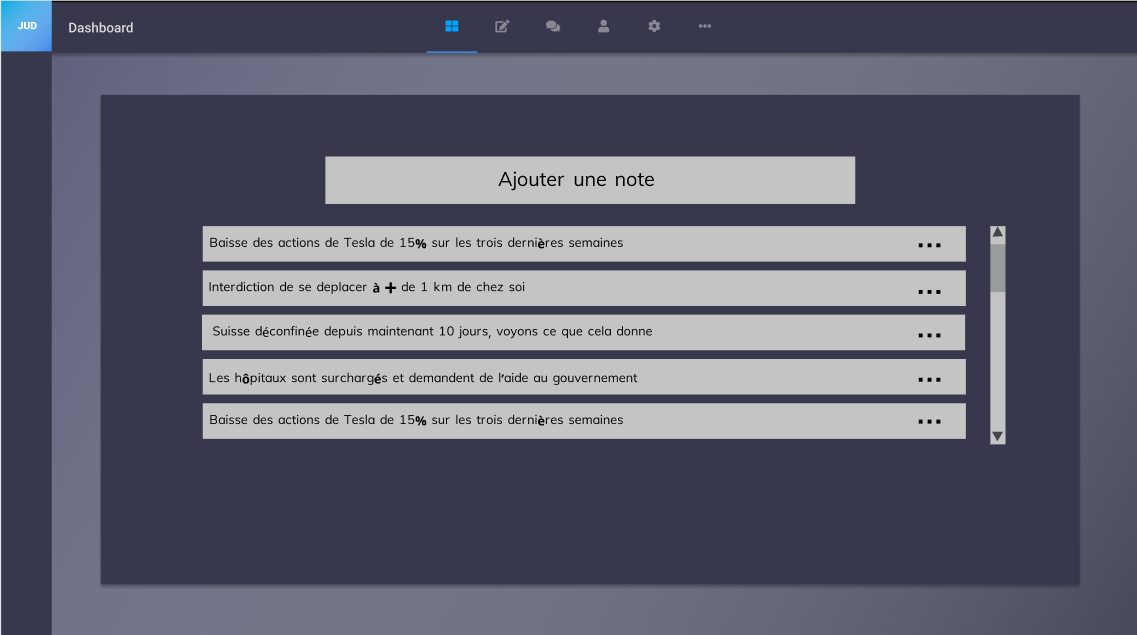 JUD
Dashboard
Ajouter une note
Baisse des actions de Tesla de 15% sur les trois dernières semaines
Interdiction de se deplacer à + de 1 km de chez soi
Suisse déconfinée depuis maintenant 10 jours, voyons ce que cela donne
Les hôpitaux sont surchargés et demandent de l'aide au gouvernement
Baisse des actions de Tesla de 15% sur les trois dernières semaines